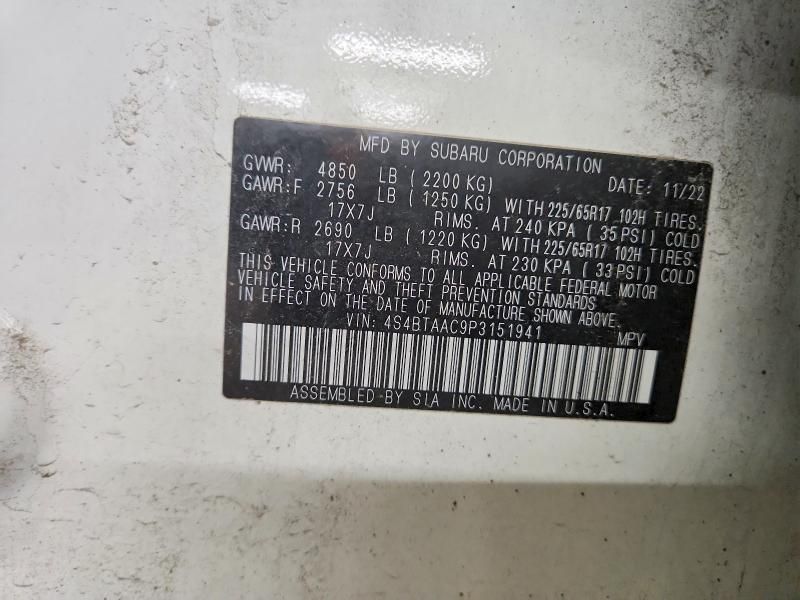 MFD BY SUBARU CORPORATION
GVWR: 4850 LB ( 2200 KG) DATE: 11/22
GAWR:F 2756 LB ( 1250 KG) WITH 225/65R17 102H TIRES.
17X7J RIMS. AT 240 KPA ( 35 PSI) COLD
GAWR:R 2690 LB ( 1220 KG) WITH 225/65R17 102H TIRES.
17X7J RIMS. AT 230 KPA ( 33 PSI) COLD
THIS VEHICLE CONFORMS TO ALL APPLICABLE FEDERAL MOTOR
VEHICLE SAFETY AND THEFT PREVENTION STANDARDS
IN EFFECT ON THE DATE OF MANUFACTURE SHOWN ABOVE.
VIN: 4S4BTAAC9P3151941 MPV
ASSEMBLED BY SIA INC. MADE IN U.S.A.